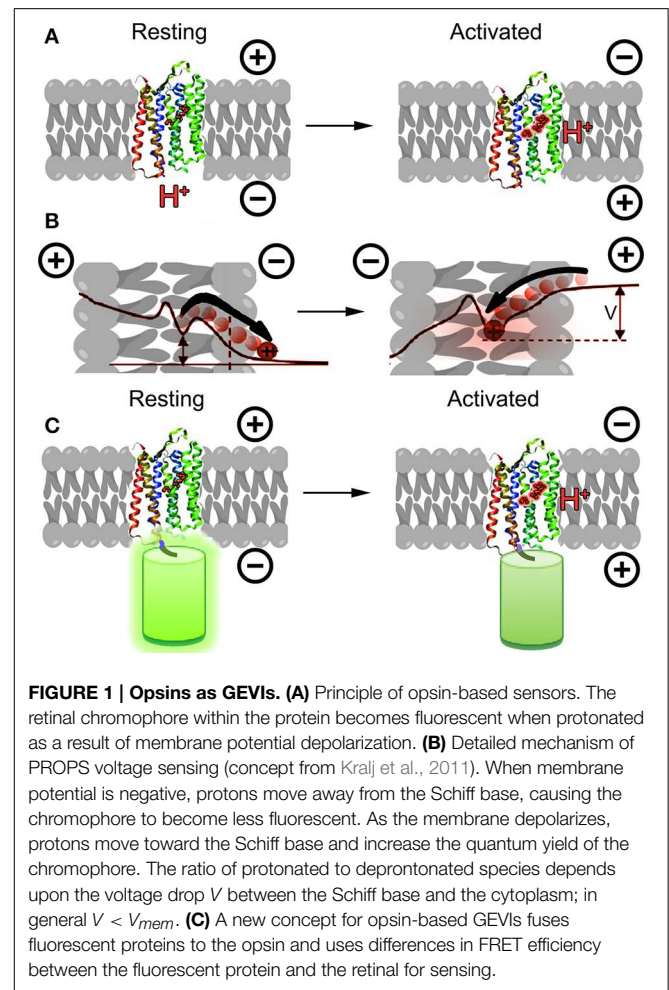 A
Resting
Activated
+
−
H+
H+
−
+
B
+
−
+
−
+
+
V
C
Resting
Activated
+
−
H+
−
+
FIGURE 1 | Opsins as GEVIs. (A) Principle of opsin-based sensors. The
retinal chromophore within the protein becomes fluorescent when protonated
as a result of membrane potential depolarization. (B) Detailed mechanism of
PROPS voltage sensing (concept from Kralj et al., 2011). When membrane
potential is negative, protons move away from the Schiff base, causing the
chromophore to become less fluorescent. As the membrane depolarizes,
protons move toward the Schiff base and increase the quantum yield of the
chromophore. The ratio of protonated to deprontonated species depends
upon the voltage drop V between the Schiff base and the cytoplasm; in
general V < Vmem. (C) A new concept for opsin-based GEVIs fuses
fluorescent proteins to the opsin and uses differences in FRET efficiency
between the fluorescent protein and the retinal for sensing.